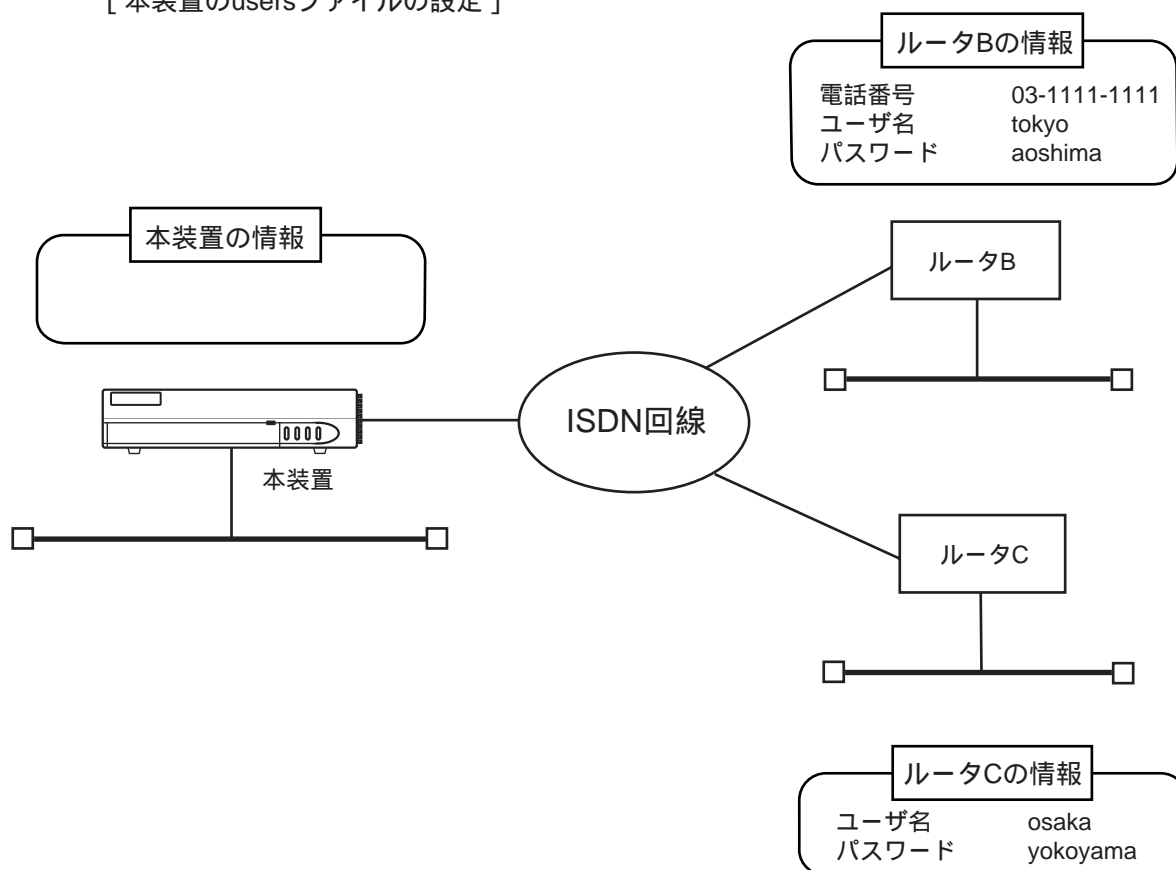 [ 本装置のusersファイルの設定 ]
ルータBの情報
電話番号 03-1111-1111
ユーザ名 tokyo
パスワード aoshima
本装置の情報
ルータB
ISDN回線
本装置
ルータC
ルータCの情報
ユーザ名 osaka
パスワード yokoyama